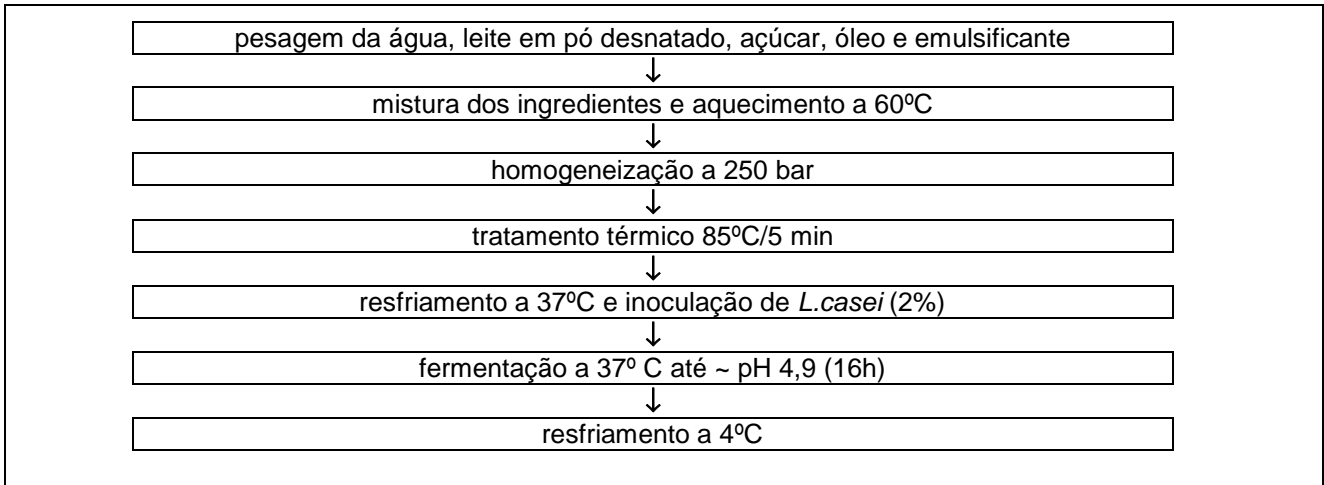 pesagem da água, leite em pó desnatado, açúcar, óleo e emulsificante
↓
mistura dos ingredientes e aquecimento a 60ºC
↓
homogeneização a 250 bar
↓
tratamento térmico 85ºC/5 min
↓
resfriamento a 37ºC e inoculação de L.casei (2%)
↓
fermentação a 37º C até ~ pH 4,9 (16h)
↓
resfriamento a 4ºC